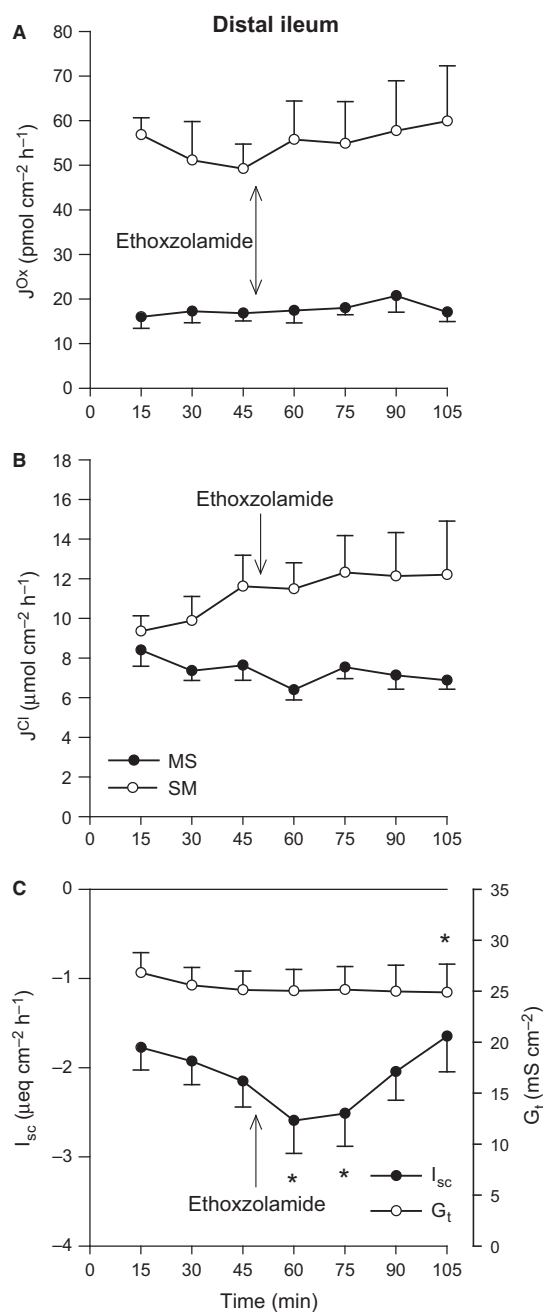 Distal ileum
A
80
70
60
50
40
30
20
10
0
J^Ox (pmol cm⁻² h⁻¹)
Ethoxzolamide
0 15 30 45 60 75 90 105
B
18
16
14
12
10
8
6
4
2
0
J^Cl (µmol cm⁻² h⁻¹)
Ethoxzolamide
MS
SM
0 15 30 45 60 75 90 105
C
0
–1
–2
–3
–4
I_sc (µeq cm⁻² h⁻¹)
35
30
25
20
15
10
5
0
G_t (mS cm⁻²)
*
* *
Ethoxzolamide
I_sc
G_t
0 15 30 45 60 75 90 105
Time (min)